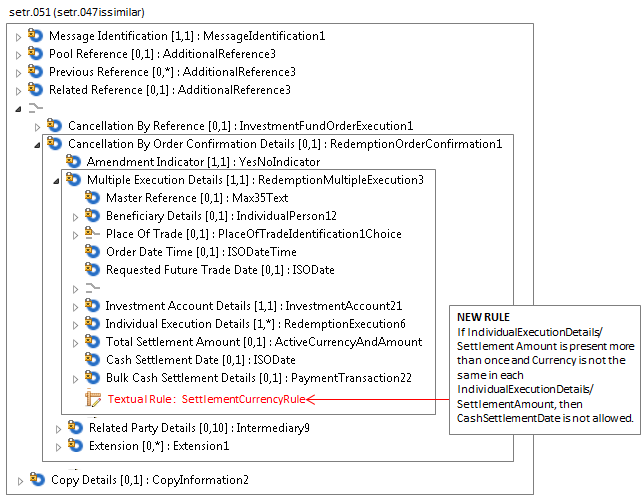 setr.051 (setr.047issimilar)
Message Identification [1,1] : MessageIdentification1
Pool Reference [0,1] : AdditionalReference3
Previous Reference [0,*] : AdditionalReference3
Related Reference [0,1] : AdditionalReference3
Cancellation By Reference [0,1] : InvestmentFundOrderExecution1
Cancellation By Order Confirmation Details [0,1] : RedemptionOrderConfirmation1
Amendment Indicator [1,1] : YesNoIndicator
Multiple Execution Details [1,1] : RedemptionMultipleExecution3
Master Reference [0,1] : Max35Text
Beneficiary Details [0,1] : IndividualPerson12
Place Of Trade [0,1] : PlaceOfTradeIdentification1Choice
Order Date Time [0,1] : ISODateTime
Requested Future Trade Date [0,1] : ISODate
Investment Account Details [1,1] : InvestmentAccount21
Individual Execution Details [1,*] : RedemptionExecution6
Total Settlement Amount [0,1] : ActiveCurrencyAndAmount
Cash Settlement Date [0,1] : ISODate
Bulk Cash Settlement Details [0,1] : PaymentTransaction22
Textual Rule: SettlementCurrencyRule
Related Party Details [0,10] : Intermediary9
Extension [0,*] : Extension1
Copy Details [0,1] : CopyInformation2
NEW RULE
If IndividualExecutionDetails/
Settlement Amount is present more
than once and Currency is not the
same in each
IndividualExecutionDetails/
SettlementAmount, then
CashSettlementDate is not allowed.